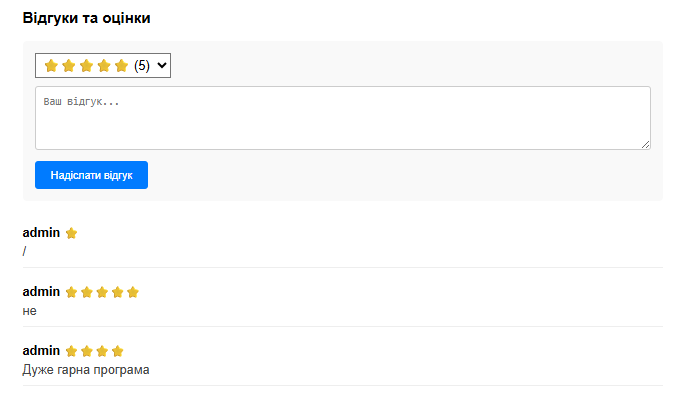 Відгуки та оцінки
⭐⭐⭐⭐⭐ (5)
Ваш відгук...
Надіслати відгук
admin ⭐
/
admin ⭐⭐⭐⭐⭐
не
admin ⭐⭐⭐⭐
Дуже гарна програма